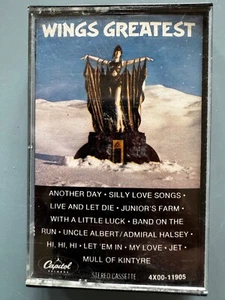 WINGS GREATEST
ANOTHER DAY • SILLY LOVE SONGS •
LIVE AND LET DIE • JUNIOR'S FARM •
WITH A LITTLE LUCK • BAND ON THE
RUN • UNCLE ALBERT/ADMIRAL HALSEY •
HI, HI, HI • LET 'EM IN • MY LOVE • JET •
MULL OF KINTYRE
Capitol
STEREO CASSETTE
4X00-11905